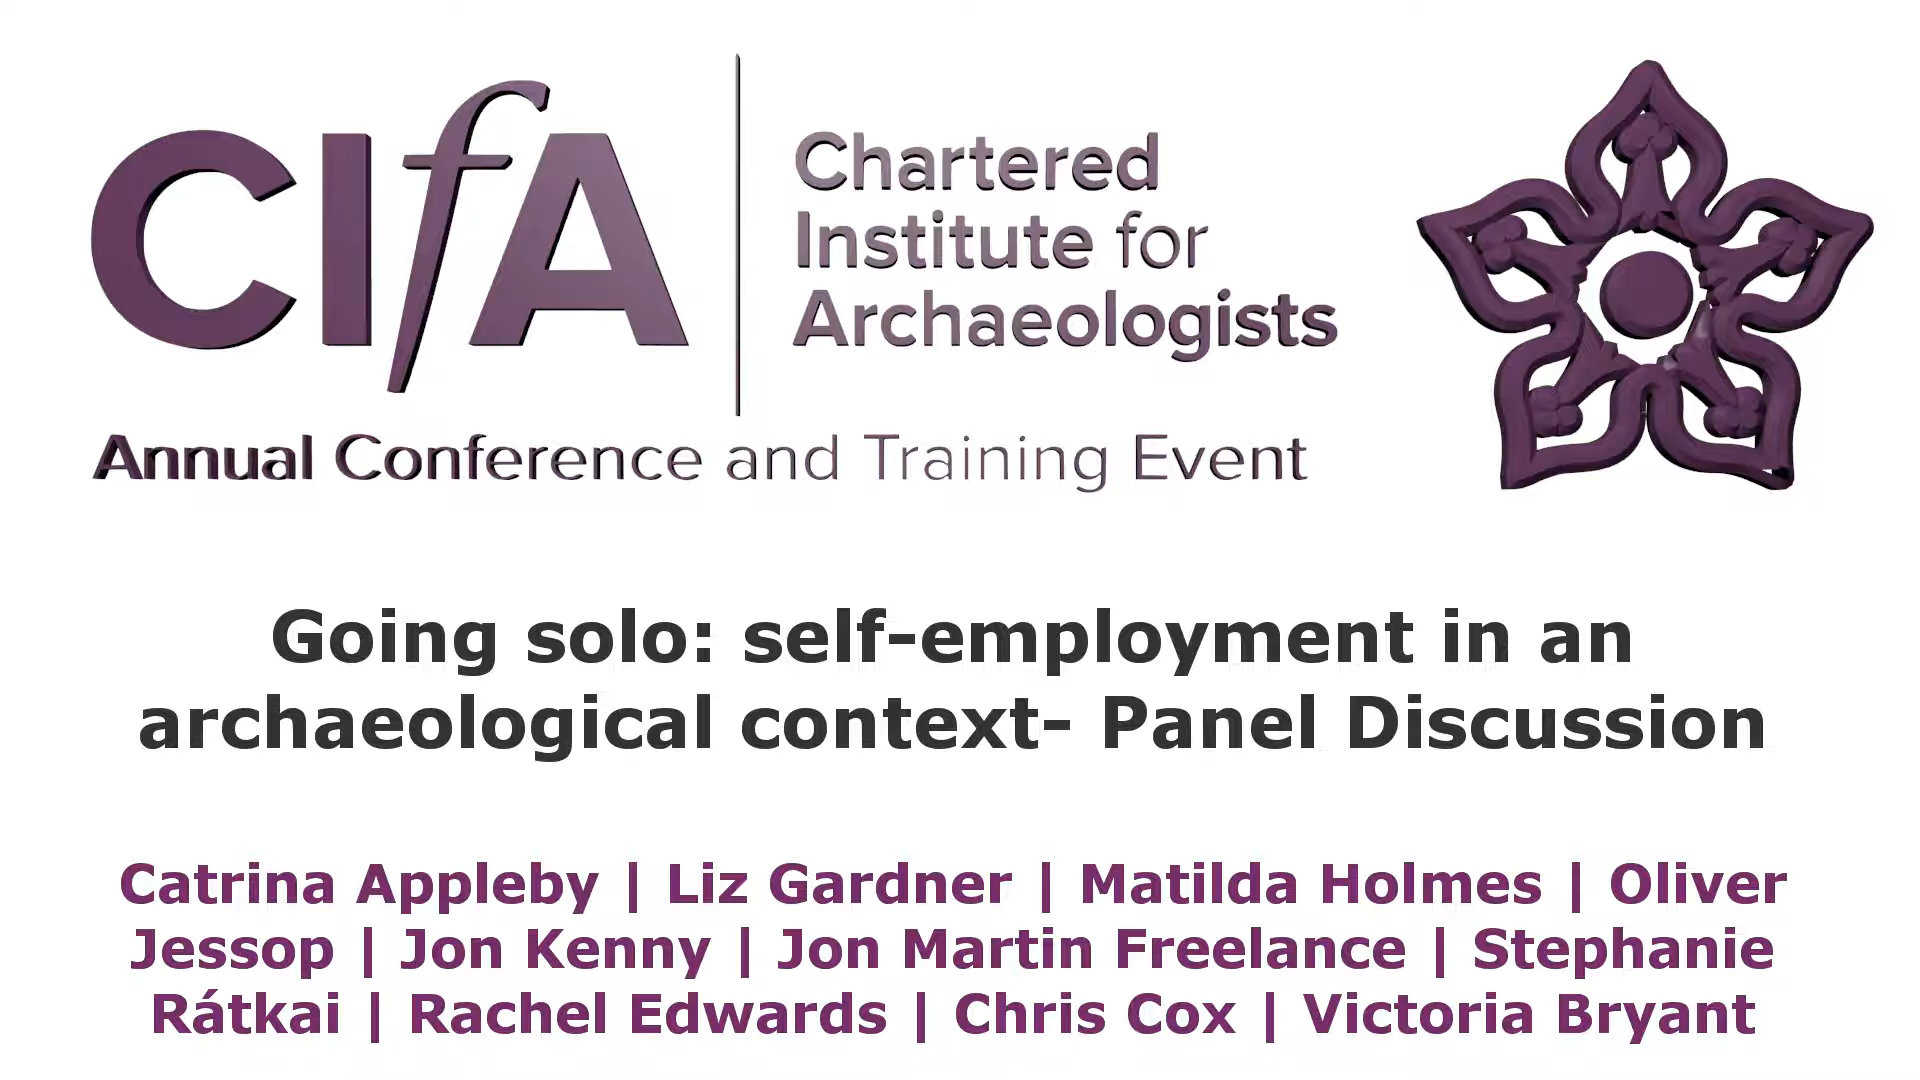 CIfA
Chartered
Institute for
Archaeologists
Annual Conference and Training Event
Going solo: self-employment in an
archaeological context- Panel Discussion
Catrina Appleby | Liz Gardner | Matilda Holmes | Oliver
Jessop | Jon Kenny | Jon Martin Freelance | Stephanie
Rátkai | Rachel Edwards | Chris Cox | Victoria Bryant